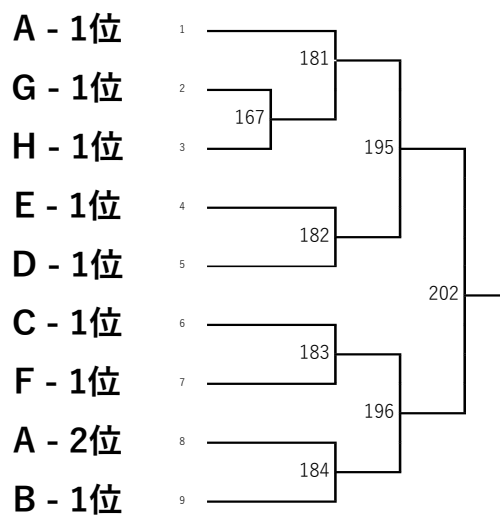 A - 1位 1
181
G - 1位 2
167
H - 1位 3
195
E - 1位 4
182
D - 1位 5
202
C - 1位 6
183
F - 1位 7
196
A - 2位 8
184
B - 1位 9